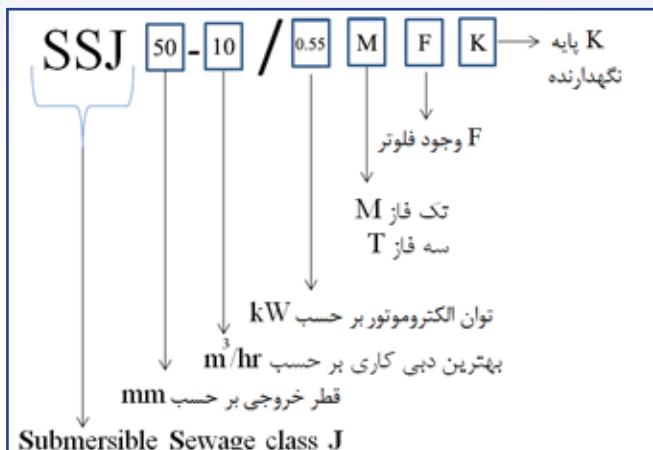 SSJ 50-10/0.55 M F K
K پایه
نگهدارنده
F وجود فلوتر
تک فاز M
سه فاز T
توان الکتروموتور بر حسب kW
بهترین دبی کاری بر حسب m³/hr
قطر خروجی بر حسب mm
Submersible Sewage class J